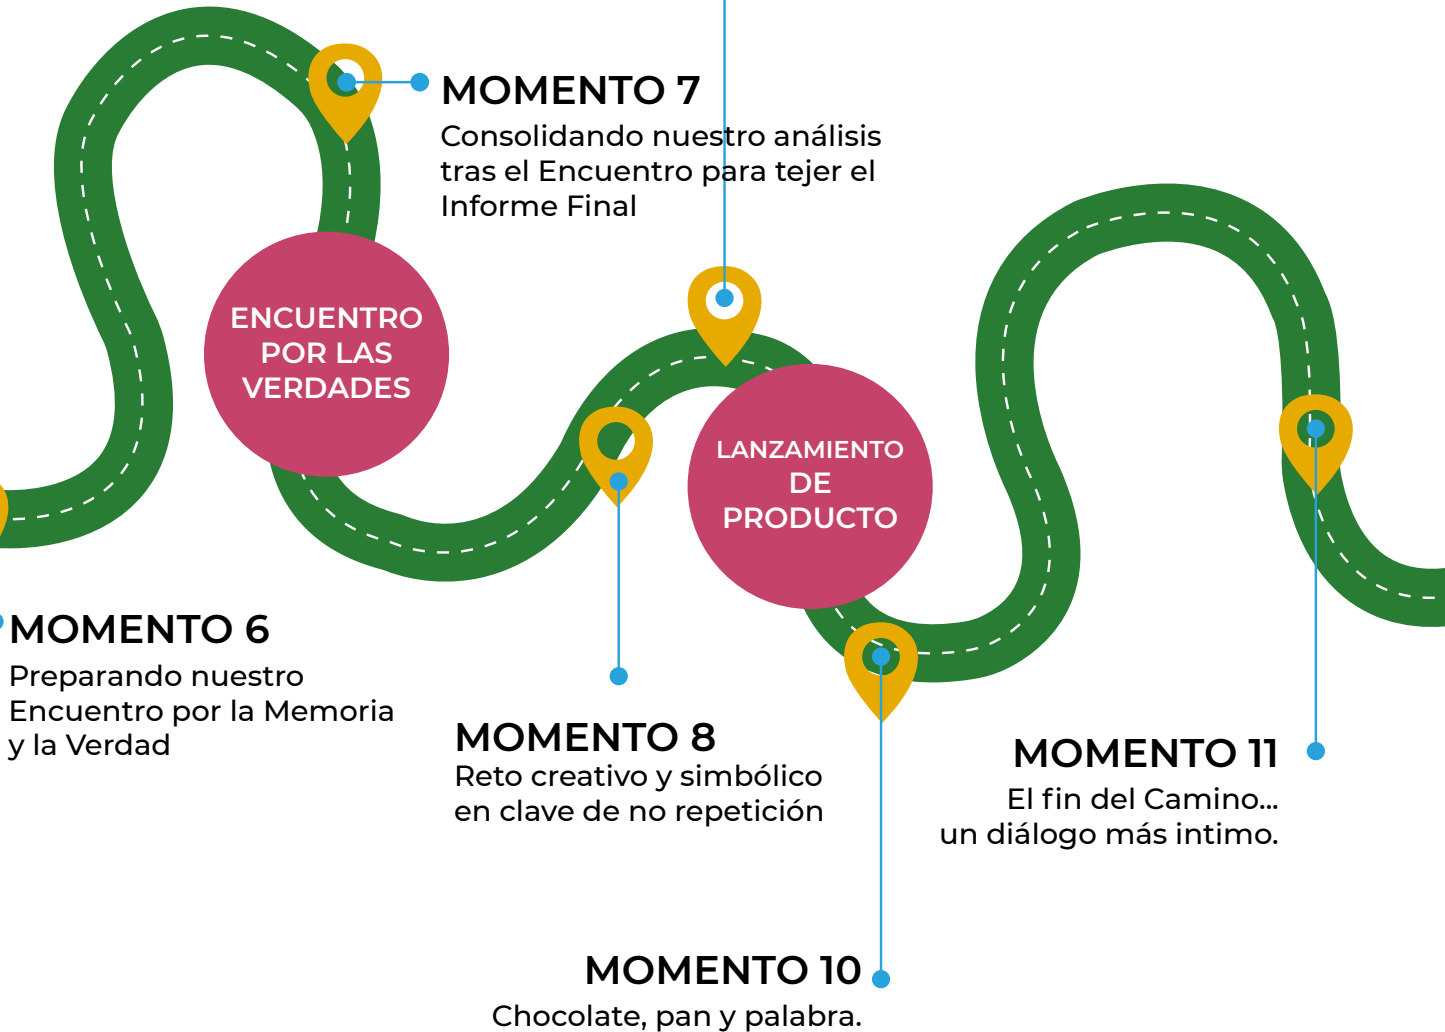 MOMENTO 7
Consolidando nuestro análisis
tras el Encuentro para tejer el
Informe Final
ENCUENTRO
POR LAS
VERDADES
LANZAMIENTO
DE
PRODUCTO
MOMENTO 6
Preparando nuestro
Encuentro por la Memoria
y la Verdad
MOMENTO 8
Reto creativo y simbólico
en clave de no repetición
MOMENTO 11
El fin del Camino...
un diálogo más intimo.
MOMENTO 10
Chocolate, pan y palabra.